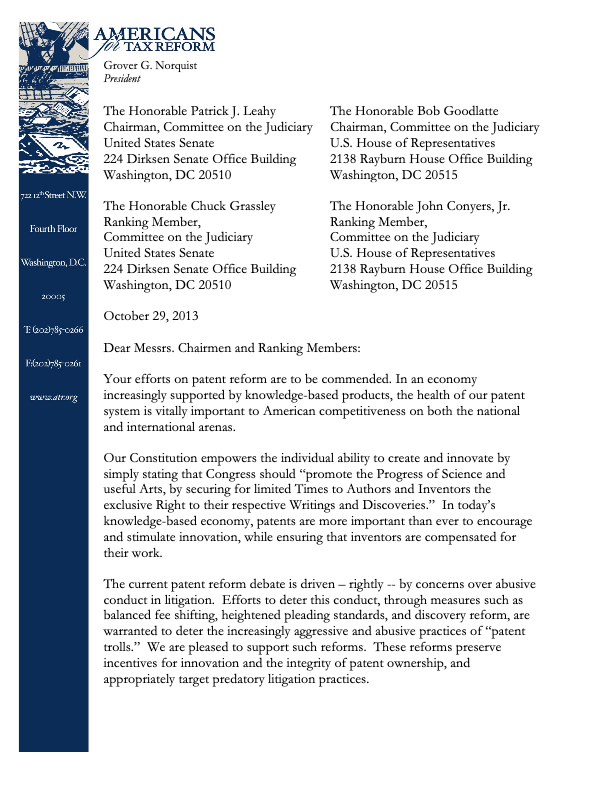 AMERICANS
for TAX REFORM
Grover G. Norquist
President
The Honorable Patrick J. Leahy
Chairman, Committee on the Judiciary
United States Senate
224 Dirksen Senate Office Building
Washington, DC 20510
The Honorable Bob Goodlatte
Chairman, Committee on the Judiciary
U.S. House of Representatives
2138 Rayburn House Office Building
Washington, DC 20515
The Honorable Chuck Grassley
Ranking Member,
Committee on the Judiciary
United States Senate
224 Dirksen Senate Office Building
Washington, DC 20510
The Honorable John Conyers, Jr.
Ranking Member,
Committee on the Judiciary
U.S. House of Representatives
2138 Rayburn House Office Building
Washington, DC 20515
722 12th Street N.W.
Fourth Floor
Washington, D.C.
20005
T: (202)785-0266
F:(202)785-0261
www.atr.org
October 29, 2013
Dear Messrs. Chairmen and Ranking Members:
Your efforts on patent reform are to be commended. In an economy
increasingly supported by knowledge-based products, the health of our patent
system is vitally important to American competitiveness on both the national
and international arenas.
Our Constitution empowers the individual ability to create and innovate by
simply stating that Congress should “promote the Progress of Science and
useful Arts, by securing for limited Times to Authors and Inventors the
exclusive Right to their respective Writings and Discoveries.” In today’s
knowledge-based economy, patents are more important than ever to encourage
and stimulate innovation, while ensuring that inventors are compensated for
their work.
The current patent reform debate is driven – rightly -- by concerns over abusive
conduct in litigation. Efforts to deter this conduct, through measures such as
balanced fee shifting, heightened pleading standards, and discovery reform, are
warranted to deter the increasingly aggressive and abusive practices of “patent
trolls.” We are pleased to support such reforms. These reforms preserve
incentives for innovation and the integrity of patent ownership, and
appropriately target predatory litigation practices.